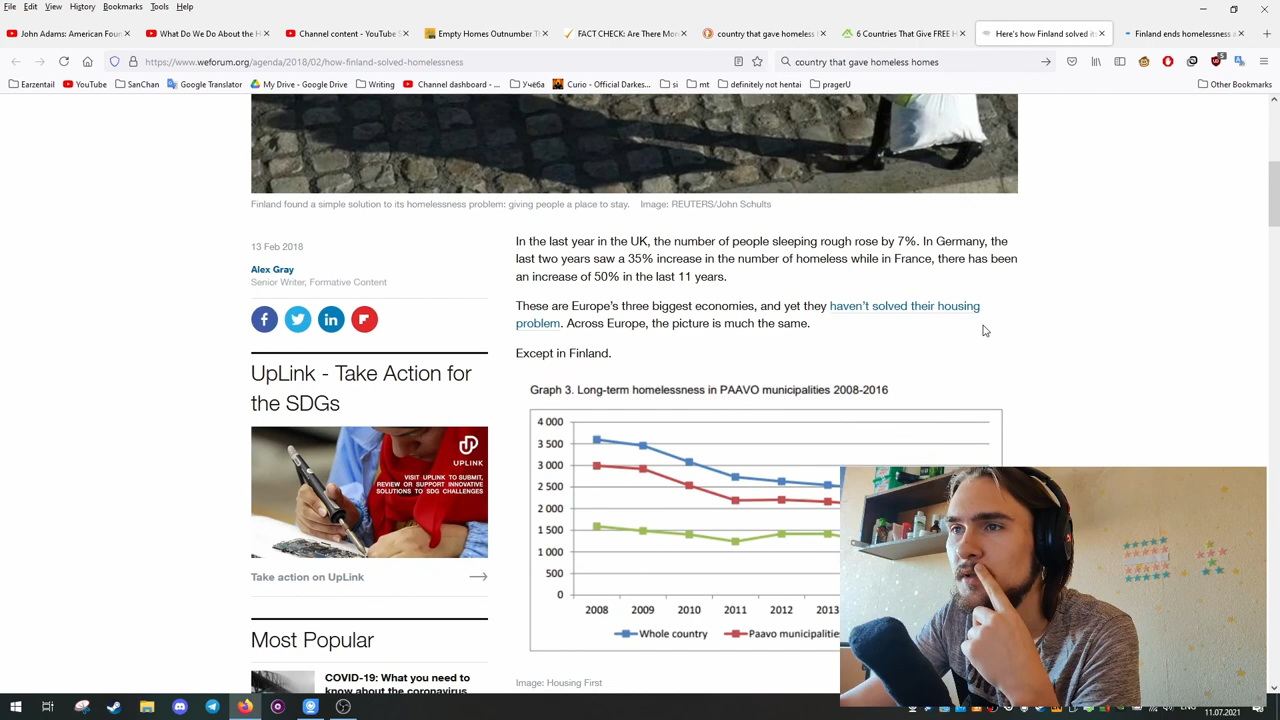 File Edit View History Bookmarks Tools Help
John Adams: American Foun
What Do We Do About the H
Channel content - YouTube S
Empty Homes Outnumber Th
FACT CHECK: Are There Mor
country that gave homeless
6 Countries That Give FREE H
Here's how Finland solved its
Finland ends homelessness a
https://www.weforum.org/agenda/2018/02/how-finland-solved-homelessness
country that gave homeless homes
Earzentail YouTube SanChan Google Translator My Drive - Google Drive Writing Channel dashboard - ... Учёба Curio - Official Darkes... si mt definitely not hentai pragerU Other Bookmarks
Finland found a simple solution to its homelessness problem: giving people a place to stay. Image: REUTERS/John Schults
13 Feb 2018
Alex Gray
Senior Writer, Formative Content
UpLink - Take Action for
the SDGs
UPLINK
VISIT UPLINK TO SUBMIT,
REVIEW OR SUPPORT INNOVATIVE
SOLUTIONS TO SDG CHALLENGES
Take action on UpLink
Most Popular
COVID-19: What you need to
know about the coronavirus
In the last year in the UK, the number of people sleeping rough rose by 7%. In Germany, the
last two years saw a 35% increase in the number of homeless while in France, there has been
an increase of 50% in the last 11 years.
These are Europe's three biggest economies, and yet they haven't solved their housing
problem. Across Europe, the picture is much the same.
Except in Finland.
Graph 3. Long-term homelessness in PAAVO municipalities 2008-2016
4 000
3 500
3 000
2 500
2 000
1 500
1 000
500
0
2008 2009 2010 2011 2012 2013
Whole country Paavo municipalities
Image: Housing First
11.07.2021